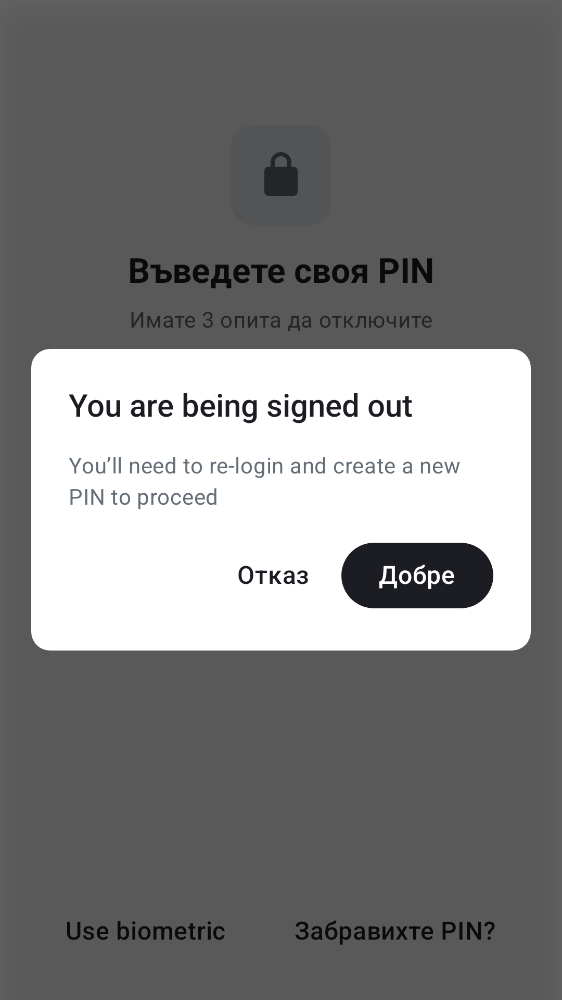 Въведете своя PIN
Имате 3 опита да отключите
You are being signed out
You’ll need to re-login and create a new
PIN to proceed
Отказ
Добре
Use biometric
Забравихте PIN?